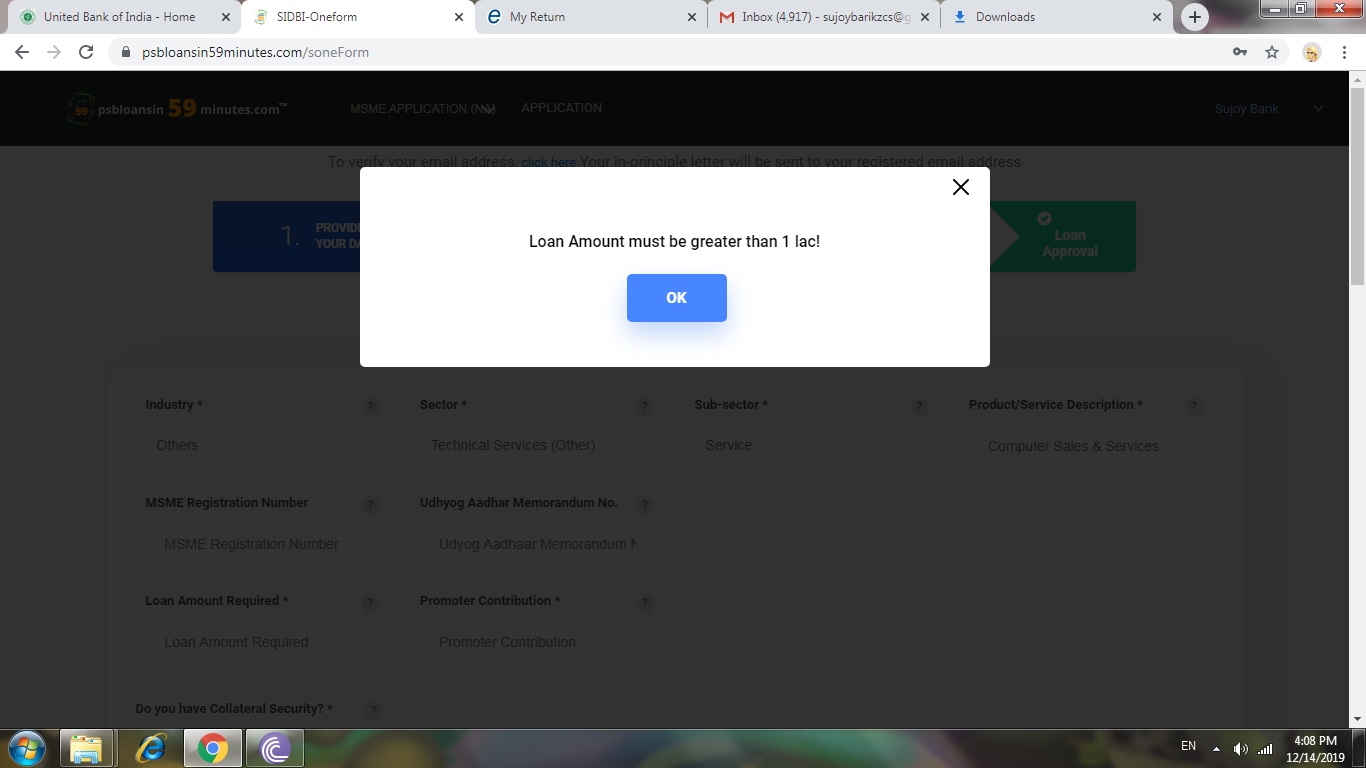 United Bank of India - Home
SIDBI-Oneform
My Return
Inbox (4,917) - sujoybarikzcs@g
Downloads
psbloansin59minutes.com/soneForm
psbloansin 59 minutes.com™
MSME APPLICATION (N
APPLICATION
Sujoy Barik
To verify your email address, click here Your in-principle letter will be sent to your registered email address
1.
PROVID
YOUR DA
Loan
Approval
Loan Amount must be greater than 1 lac!
OK
Industry * ?
Sector * ?
Sub-sector * ?
Product/Service Description * ?
Others
Technical Services (Other)
Service
Computer Sales & Services
MSME Registration Number ?
Udhyog Aadhar Memorandum No. ?
MSME Registration Number
Udyog Aadhaar Memorandum N
Loan Amount Required * ?
Promoter Contribution * ?
Loan Amount Required
Promoter Contribution
Do you have Collateral Security? * ?
EN
4:08 PM
12/14/2019